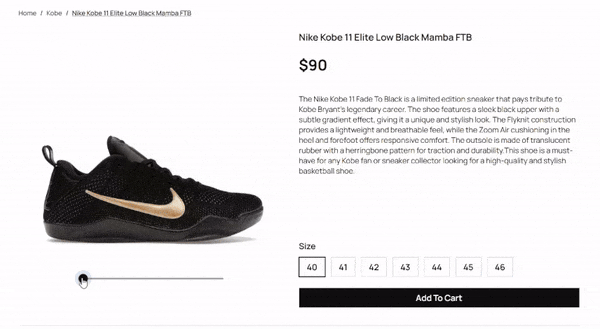 Home / Kobe / Nike Kobe 11 Elite Low Black Mamba FTB
Nike Kobe 11 Elite Low Black Mamba FTB
$90
The Nike Kobe 11 Fade To Black is a limited edition sneaker that pays tribute to
Kobe Bryant's legendary career. The shoe features a sleek black upper with a
subtle gradient effect, giving it a unique and stylish look. The Flyknit construction
provides a lightweight and breathable feel, while the Zoom Air cushioning in the
heel and forefoot offers responsive comfort. The outsole is made of translucent
rubber with a herringbone pattern for traction and durability.This shoe is a must-
have for any Kobe fan or sneaker collector looking for a high-quality and stylish
basketball shoe.
Size
40 41 42 43 44 45 46
Add To Cart